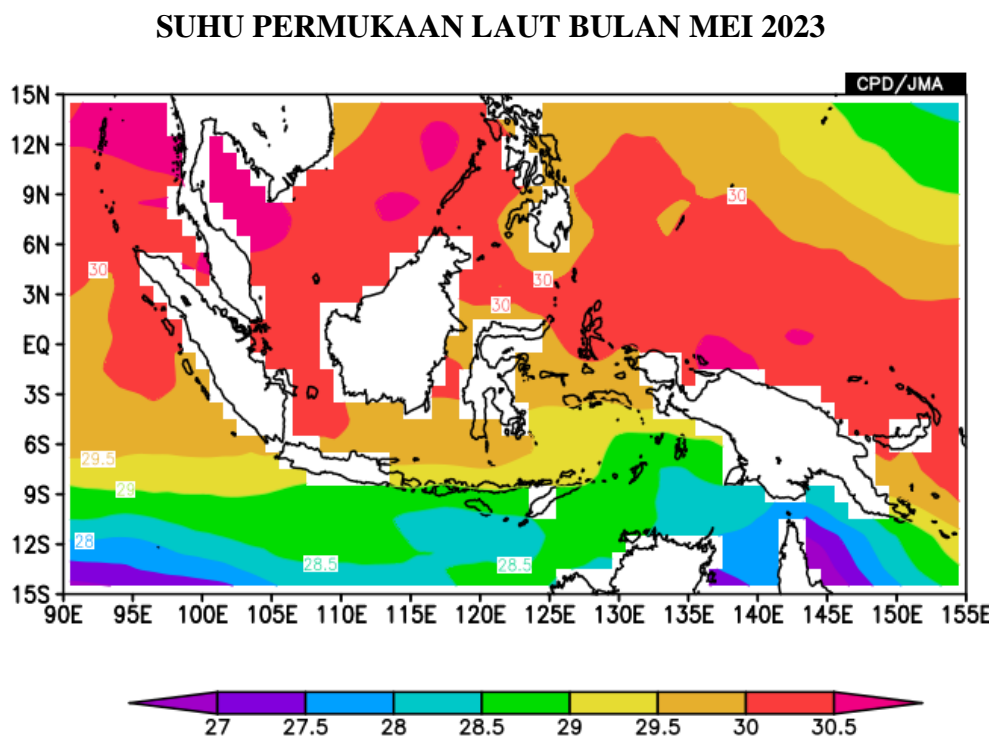 SUHU PERMUKAAN LAUT BULAN MEI 2023
CPD/JMA
15N
12N
9N
30
6N
30
30
3N
30
EQ
3S
6S
29.5
29
9S
28
12S
28.5
28.5
15S
90E 95E 100E 105E 110E 115E 120E 125E 130E 135E 140E 145E 150E 155E
27 27.5 28 28.5 29 29.5 30 30.5